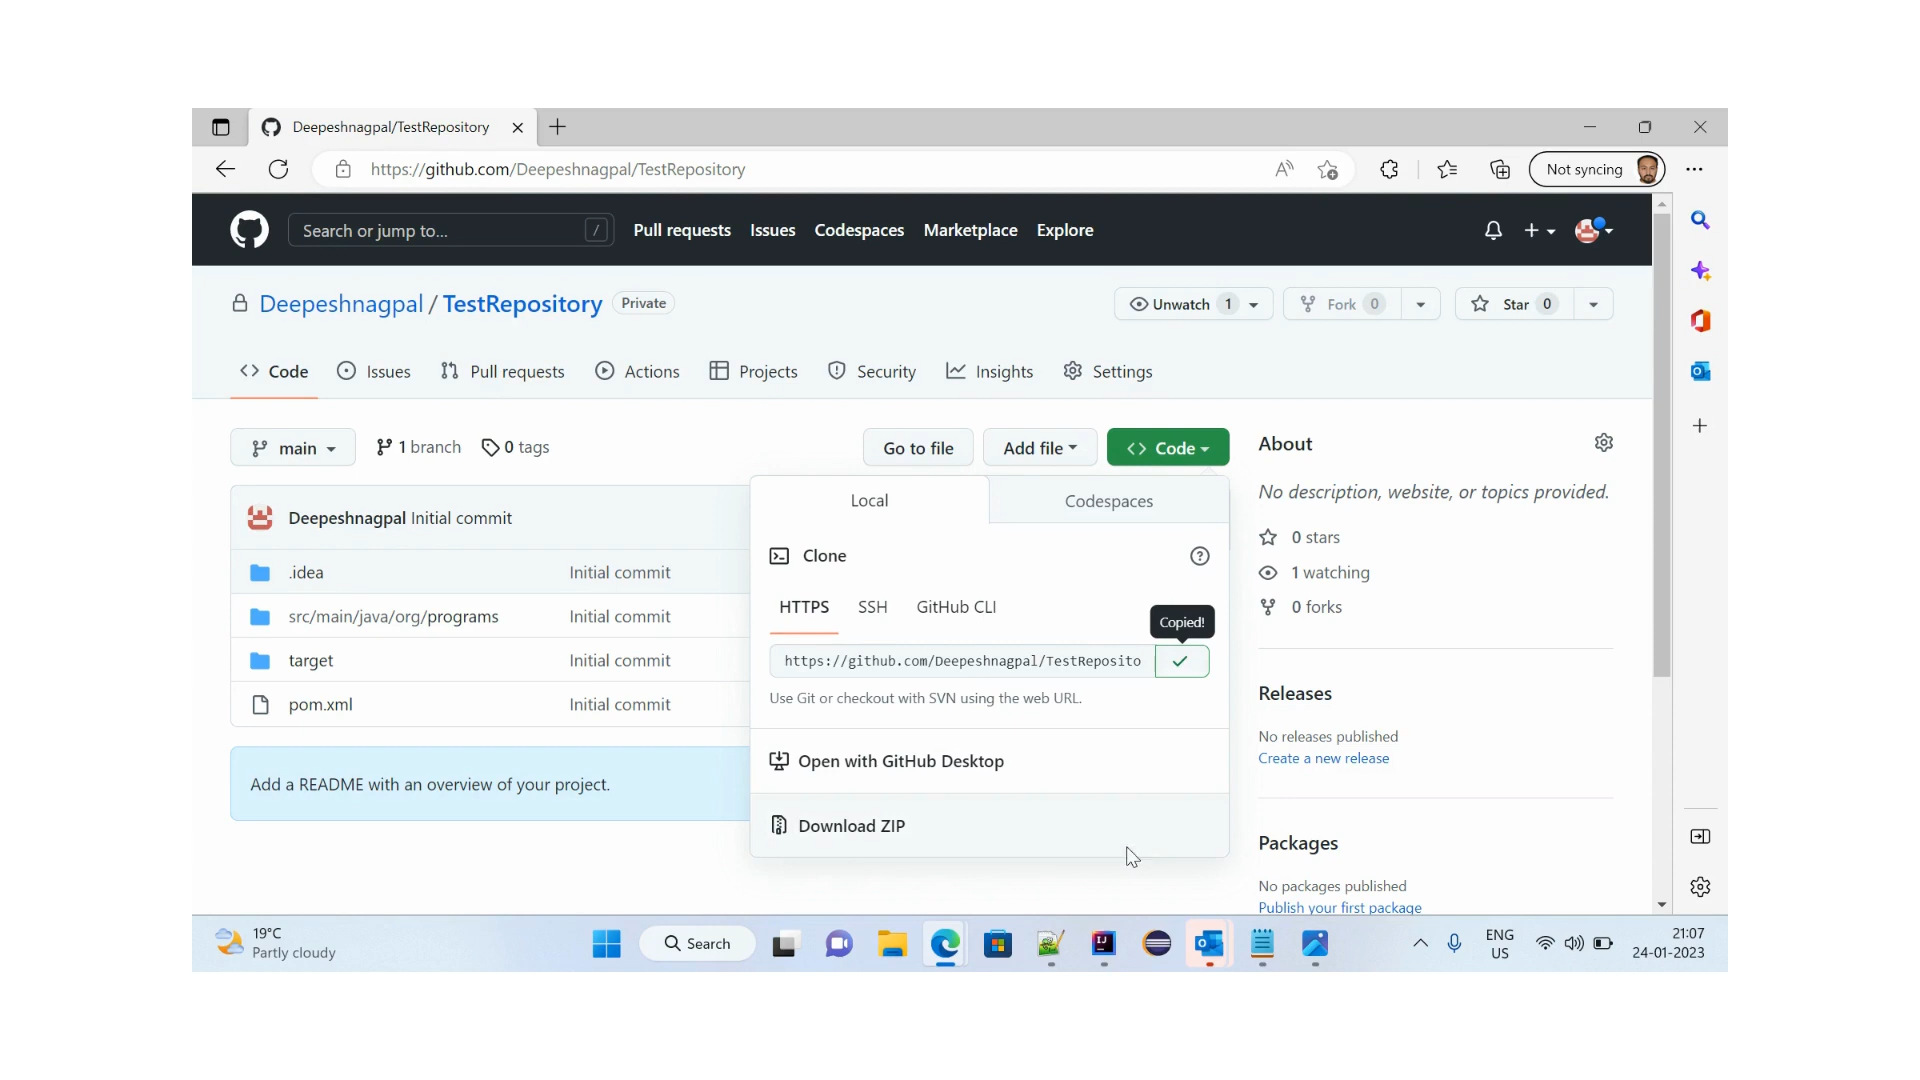 Deepeshnagpal/TestRepository
https://github.com/Deepeshnagpal/TestRepository
Not syncing
Search or jump to...
/
Pull requests
Issues
Codespaces
Marketplace
Explore
Deepeshnagpal / TestRepository
Private
Unwatch 1
Fork 0
Star 0
Code
Issues
Pull requests
Actions
Projects
Security
Insights
Settings
main
1 branch
0 tags
Go to file
Add file
Code
Deepeshnagpal Initial commit
.idea
Initial commit
src/main/java/org/programs
Initial commit
target
Initial commit
pom.xml
Initial commit
Add a README with an overview of your project.
Local
Codespaces
Clone
HTTPS
SSH
GitHub CLI
Copied!
https://github.com/Deepeshnagpal/TestReposito
Use Git or checkout with SVN using the web URL.
Open with GitHub Desktop
Download ZIP
About
No description, website, or topics provided.
0 stars
1 watching
0 forks
Releases
No releases published
Create a new release
Packages
No packages published
Publish your first package
19°C
Partly cloudy
Search
ENG
US
21:07
24-01-2023